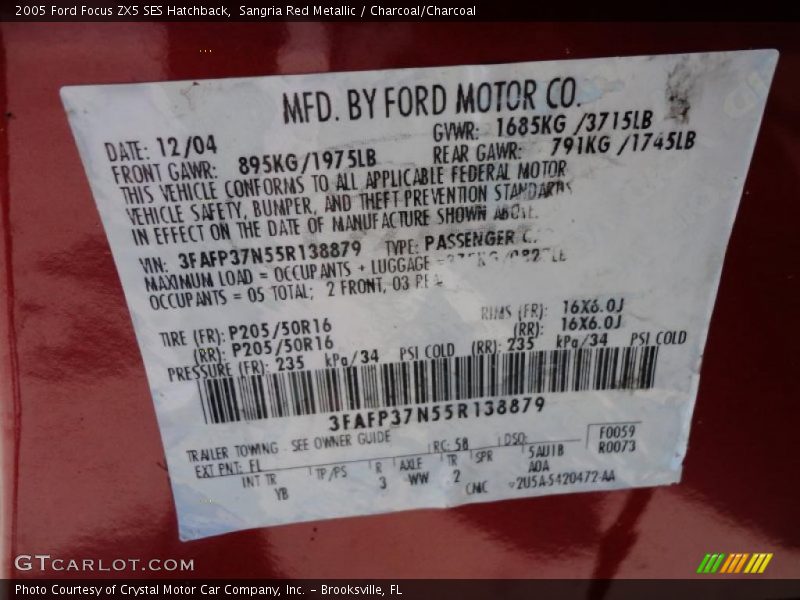 2005 Ford Focus ZX5 SES Hatchback, Sangria Red Metallic / Charcoal/Charcoal
MFD. BY FORD MOTOR CO.
DATE: 12/04 GVWR: 1685KG /3715LB
FRONT GAWR: 895KG/1975LB REAR GAWR: 791KG /1745LB
THIS VEHICLE CONFORMS TO ALL APPLICABLE FEDERAL MOTOR
VEHICLE SAFETY, BUMPER, AND THEFT PREVENTION STANDARDS
IN EFFECT ON THE DATE OF MANUFACTURE SHOWN ABOVE.
VIN: 3FAFP37N55R138879 TYPE: PASSENGER
MAXIMUM LOAD = OCCUPANTS + LUGGAGE =
OCCUPANTS = 05 TOTAL; 2 FRONT, 03
TIRE (FR): P205/50R16 RIMS (FR): 16X6.0J
(RR): P205/50R16 (RR): 16X6.0J
PRESSURE (FR): 235 kPa/34 PSI COLD (RR): 235 kPa/34 PSI COLD
3FAFP37N55R138879
TRAILER TOWING - SEE OWNER GUIDE RC: 58 DSO: F0059
EXT PNT: FL R0073
INT TR TP/PS R AXLE TR SPR 5AU1B
YB 3 WW 2 A0A
CMC 2U5A-5420472-AA
GTCARLOT.COM
Photo Courtesy of Crystal Motor Car Company, Inc. – Brooksville, FL